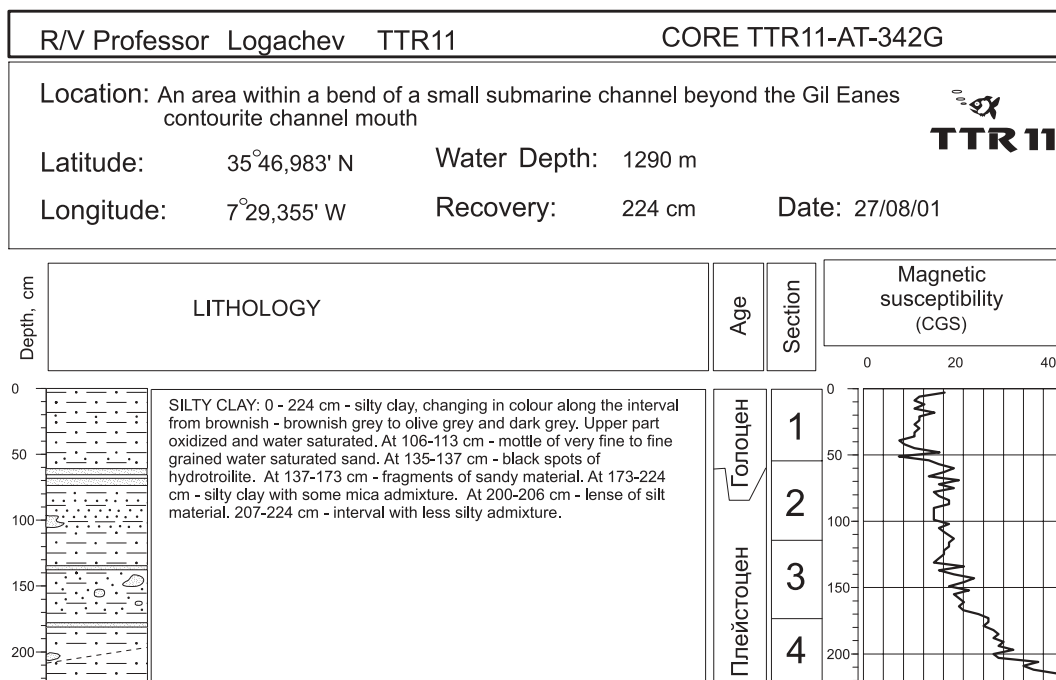 R/V Professor Logachev TTR11 CORE TTR11-AT-342G
Location: An area within a bend of a small submarine channel beyond the Gil Eanes
contourite channel mouth
TTR 11
Latitude: 35°46,983' N Water Depth: 1290 m
Longitude: 7°29,355' W Recovery: 224 cm Date: 27/08/01
Depth, cm
LITHOLOGY
Age
Section
Magnetic
susceptibility
(CGS)
0 20 40
0
50
100
150
200
SILTY CLAY: 0 - 224 cm - silty clay, changing in colour along the interval
from brownish - brownish grey to olive grey and dark grey. Upper part
oxidized and water saturated. At 106-113 cm - mottle of very fine to fine
grained water saturated sand. At 135-137 cm - black spots of
hydrotroilite. At 137-173 cm - fragments of sandy material. At 173-224
cm - silty clay with some mica admixture. At 200-206 cm - lense of silt
material. 207-224 cm - interval with less silty admixture.
Голоцен
Плейстоцен
1
2
3
4
0
50
100
150
200